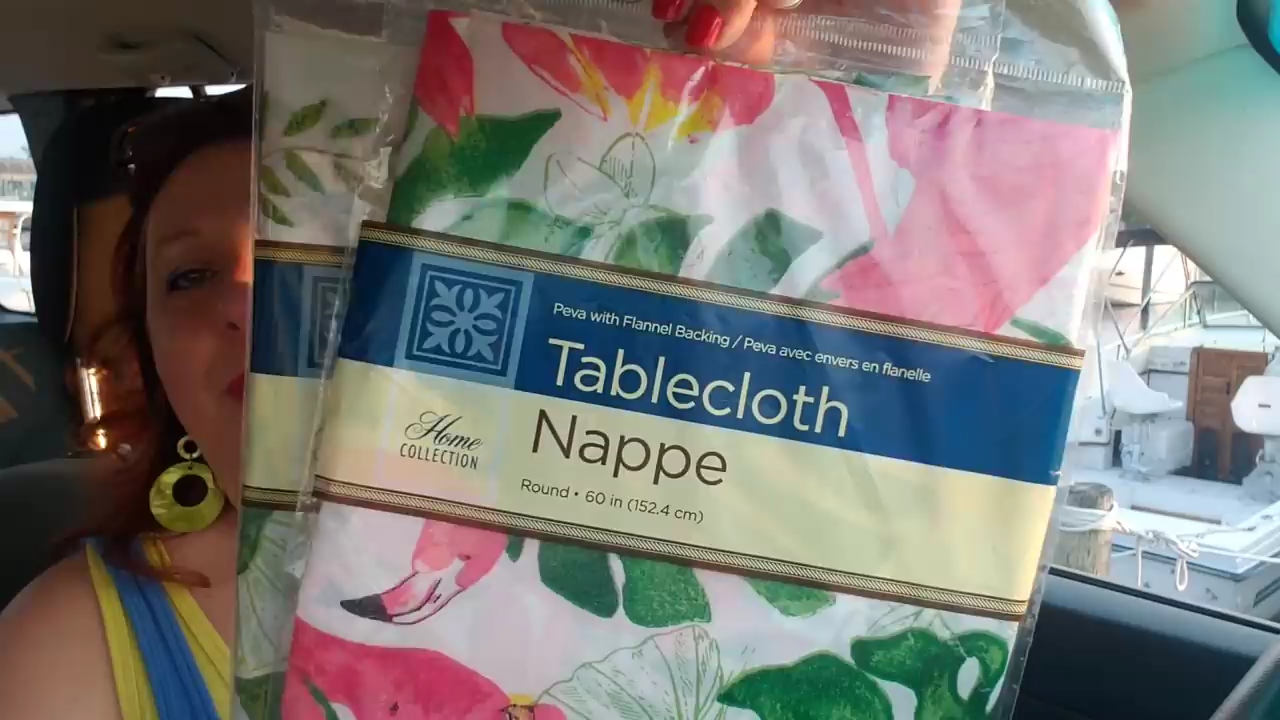 Peva with Flannel Backing / Peva avec envers en flanelle
Tablecloth
Nappe
Home
COLLECTION
Round • 60 in (152.4 cm)